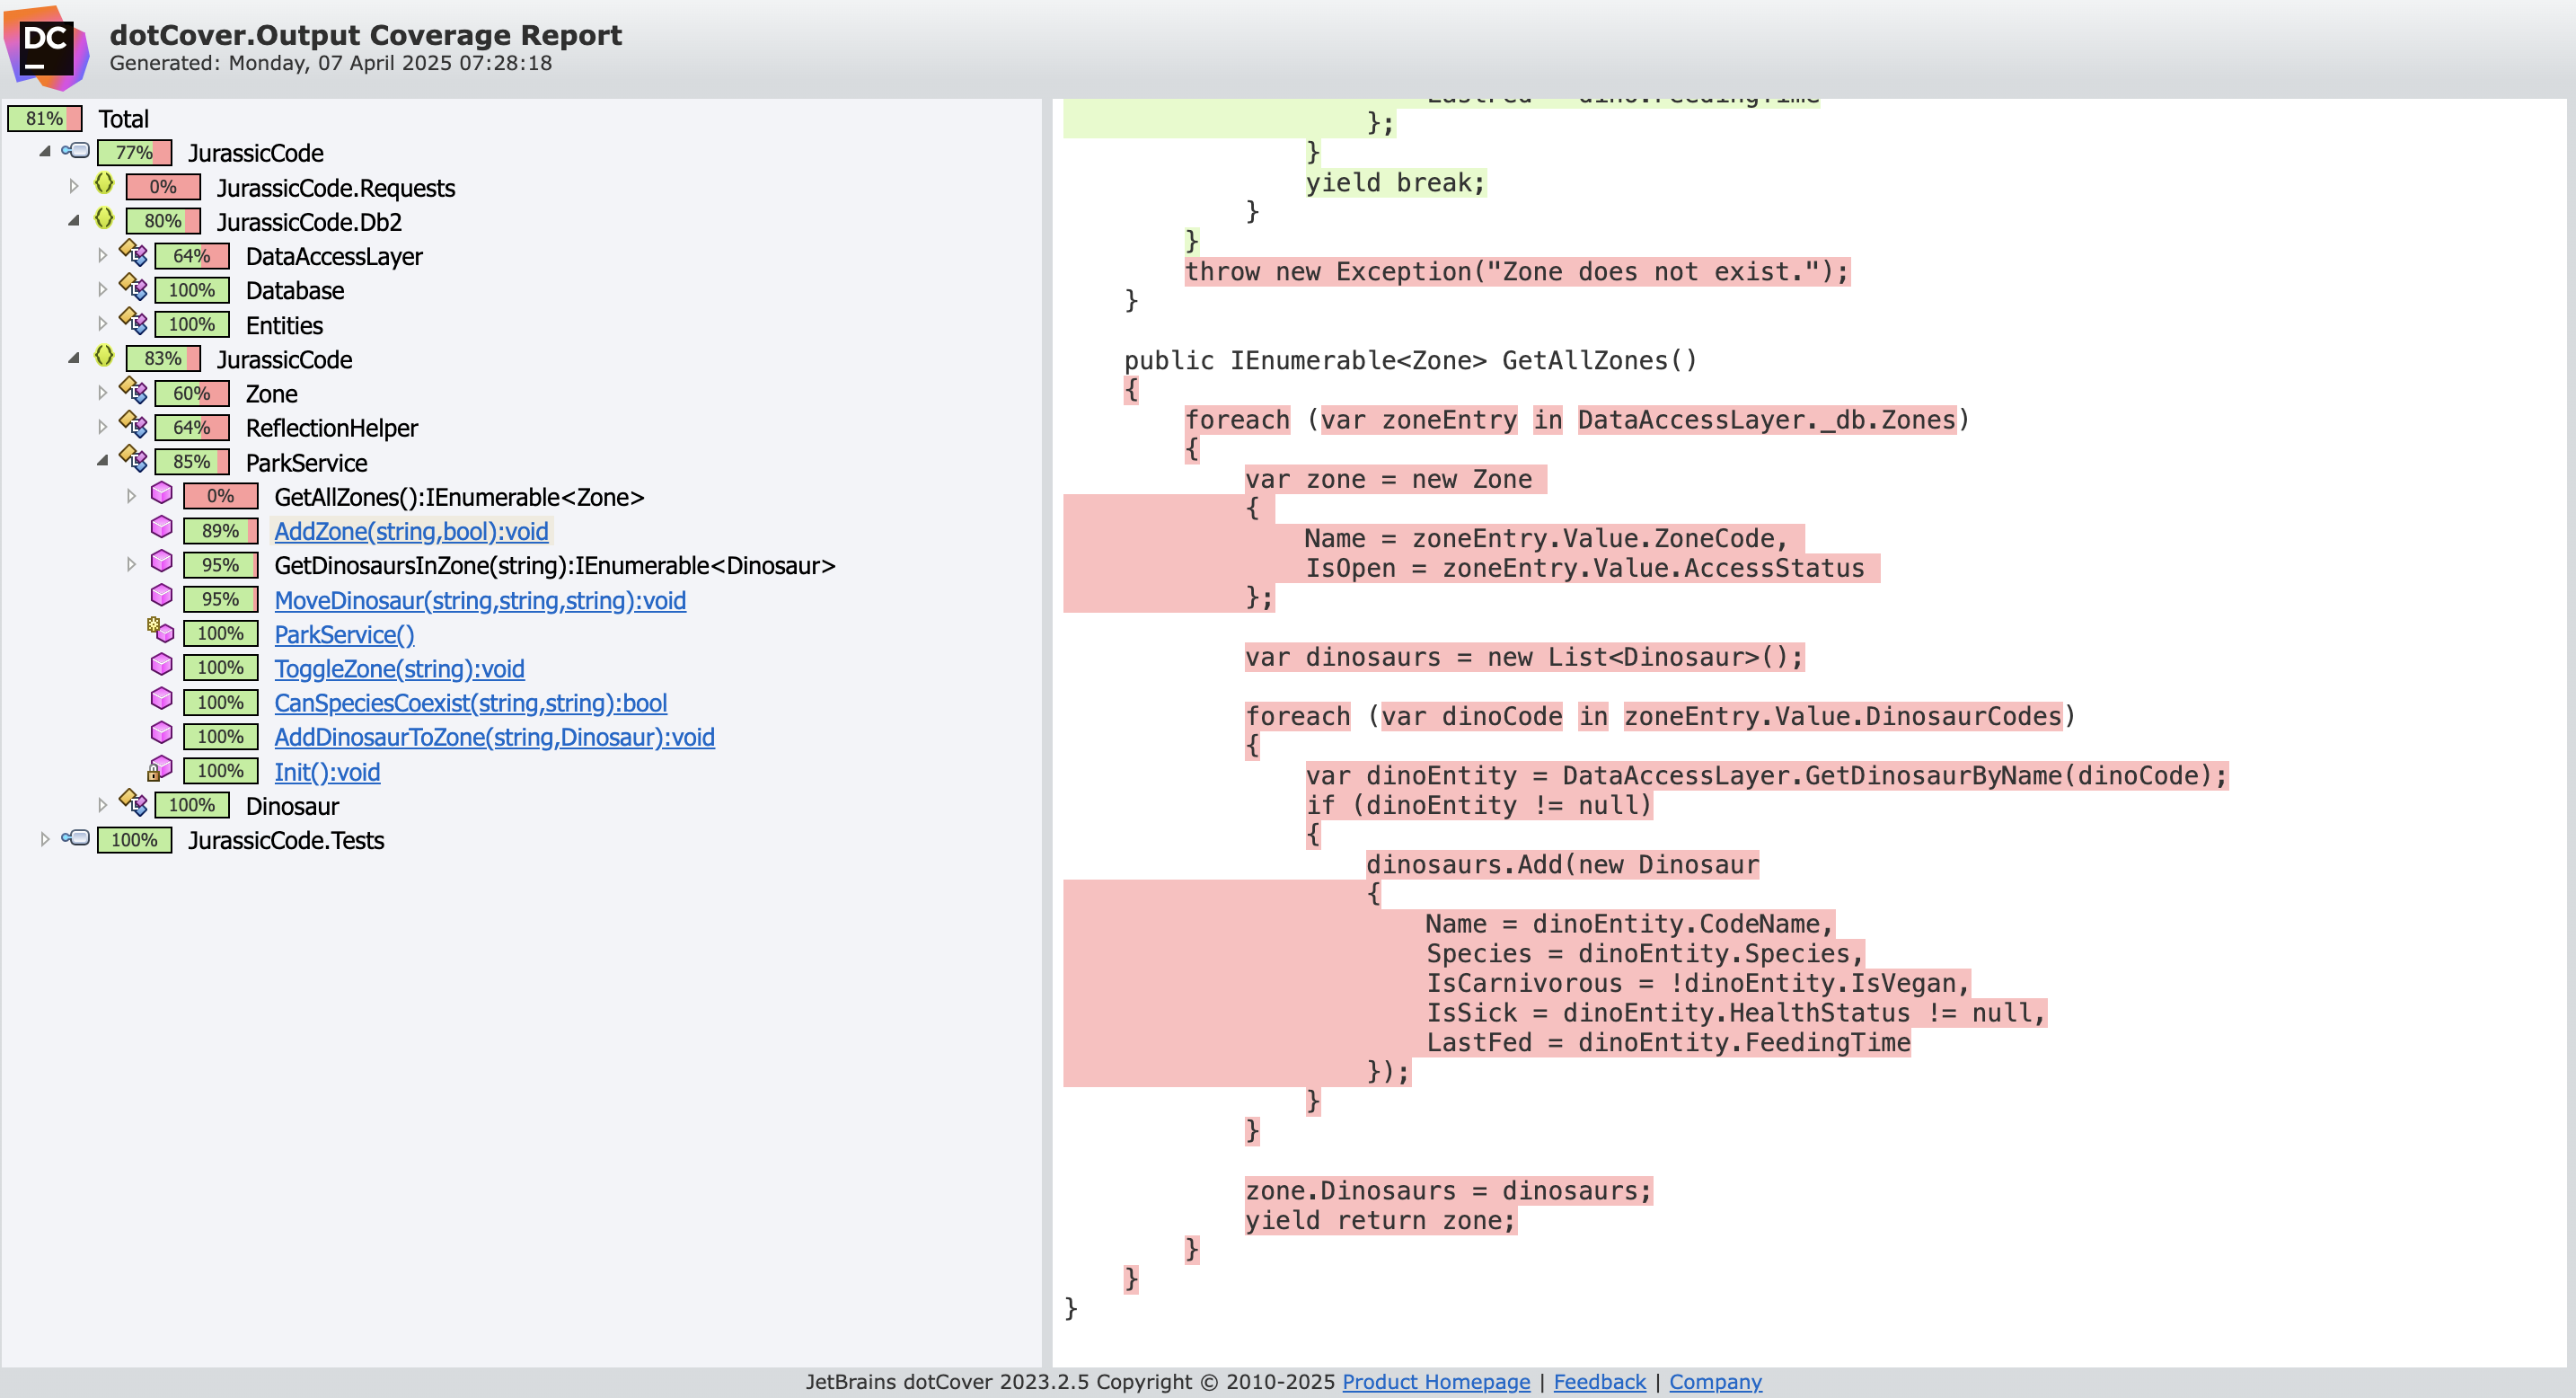 DC
dotCover.Output Coverage Report
Generated: Monday, 07 April 2025 07:28:18
81% Total
77% JurassicCode
0% JurassicCode.Requests
80% JurassicCode.Db2
64% DataAccessLayer
100% Database
100% Entities
83% JurassicCode
60% Zone
64% ReflectionHelper
85% ParkService
0% GetAllZones():IEnumerable<Zone>
89% AddZone(string,bool):void
95% GetDinosaursInZone(string):IEnumerable<Dinosaur>
95% MoveDinosaur(string,string,string):void
100% ParkService()
100% ToggleZone(string):void
100% CanSpeciesCoexist(string,string):bool
100% AddDinosaurToZone(string,Dinosaur):void
100% Init():void
100% Dinosaur
100% JurassicCode.Tests
LastFed = dino.FeedingTime
};
}
yield break;
}
}
throw new Exception("Zone does not exist.");
}
public IEnumerable<Zone> GetAllZones()
{
foreach (var zoneEntry in DataAccessLayer._db.Zones)
{
var zone = new Zone
{
Name = zoneEntry.Value.ZoneCode,
IsOpen = zoneEntry.Value.AccessStatus
};
var dinosaurs = new List<Dinosaur>();
foreach (var dinoCode in zoneEntry.Value.DinosaurCodes)
{
var dinoEntity = DataAccessLayer.GetDinosaurByName(dinoCode);
if (dinoEntity != null)
{
dinosaurs.Add(new Dinosaur
{
Name = dinoEntity.CodeName,
Species = dinoEntity.Species,
IsCarnivorous = !dinoEntity.IsVegan,
IsSick = dinoEntity.HealthStatus != null,
LastFed = dinoEntity.FeedingTime
});
}
}
zone.Dinosaurs = dinosaurs;
yield return zone;
}
}
}
JetBrains dotCover 2023.2.5 Copyright © 2010-2025 Product Homepage | Feedback | Company